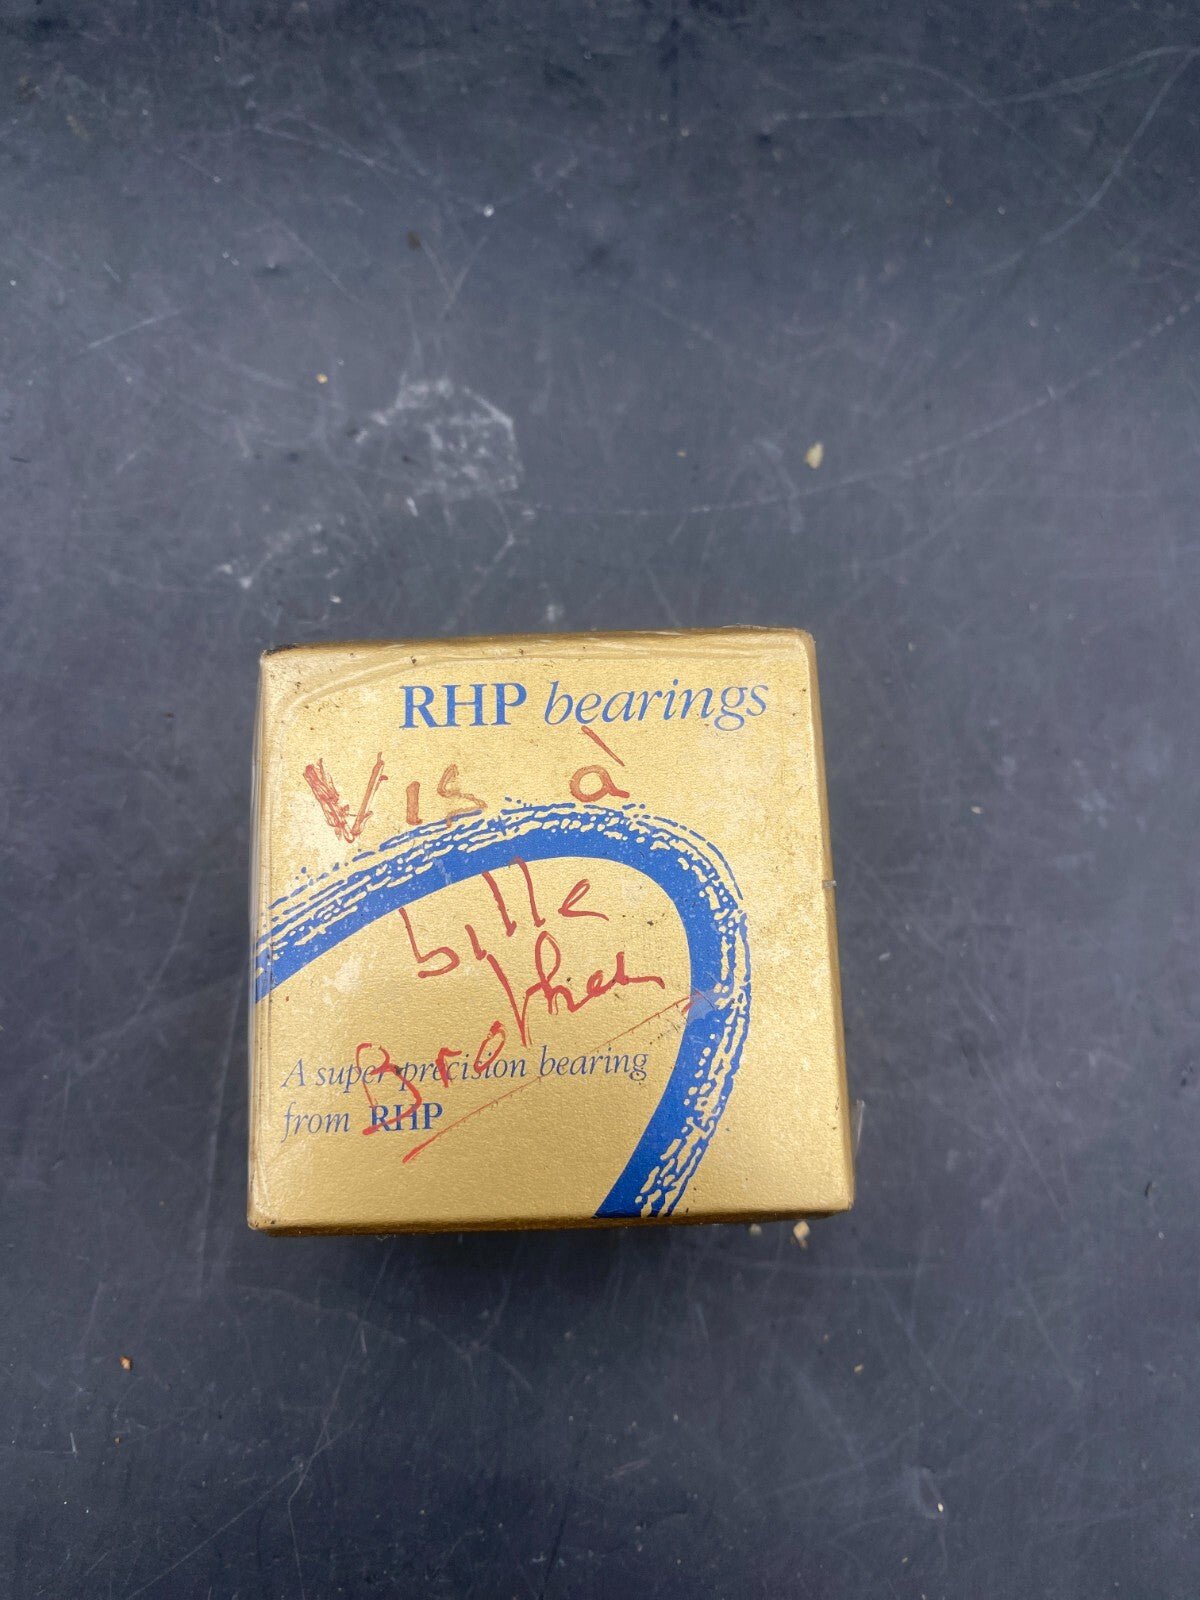 RHP bearings
Vis à
bille
Brother
A super precision bearing
from RHP